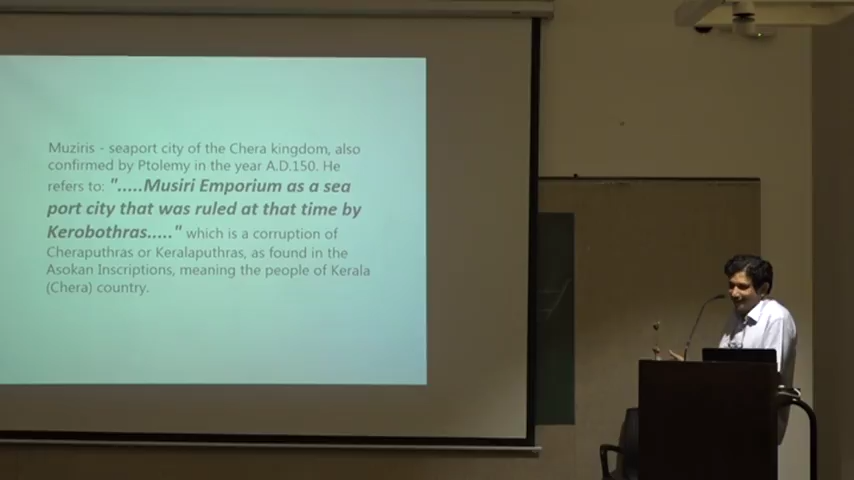 Muziris - seaport city of the Chera kingdom, also
confirmed by Ptolemy in the year A.D.150. He
refers to: ".....Musiri Emporium as a sea
port city that was ruled at that time by
Kerobothras....." which is a corruption of
Cheraputhras or Keralaputhras, as found in the
Asokan Inscriptions, meaning the people of Kerala
(Chera) country.